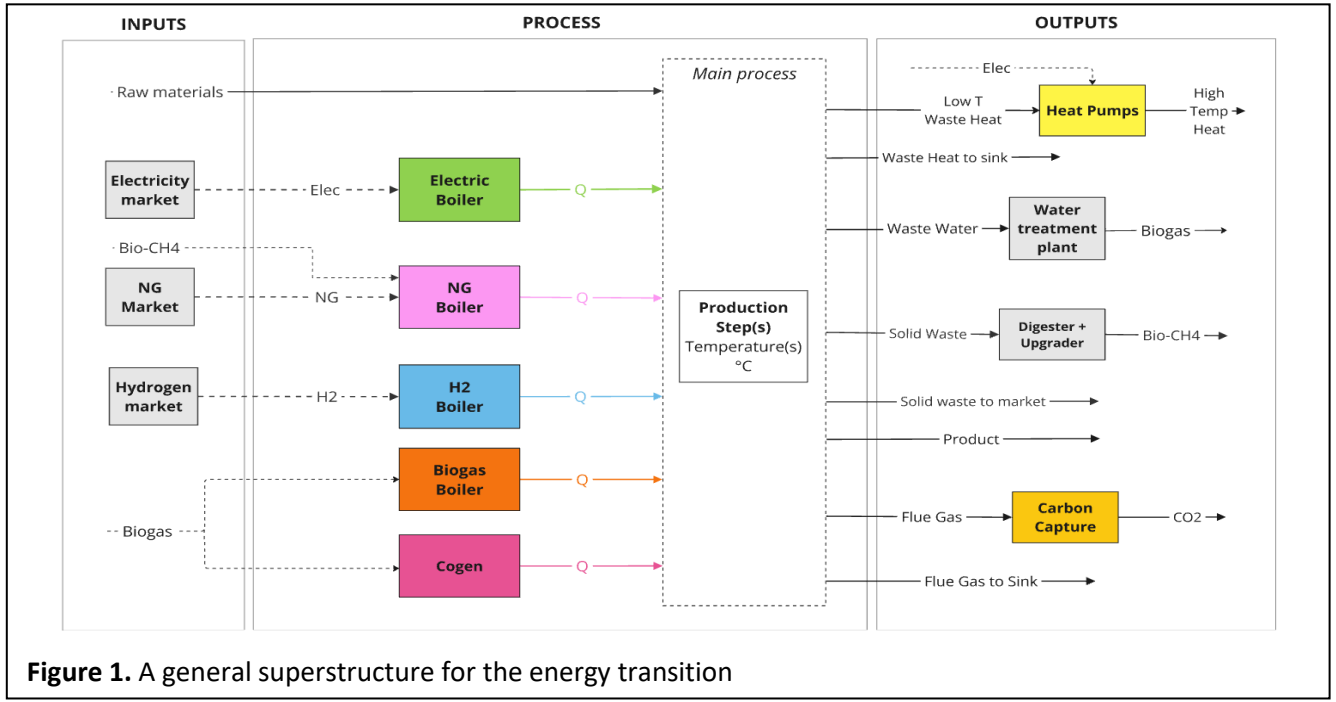 INPUTS
PROCESS
OUTPUTS
Raw materials
Electricity
market
Elec
Electric
Boiler
Q
Bio-CH4
NG
Market
NG
NG
Boiler
Q
Hydrogen
market
H2
H2
Boiler
Q
Biogas
Biogas
Boiler
Q
Cogen
Q
Main process
Production
Step(s)
Temperature(s)
°C
Elec
Low T
Waste Heat
Heat Pumps
High
Temp
Heat
Waste Heat to sink
Waste Water
Water
treatment
plant
Biogas
Solid Waste
Digester +
Upgrader
Bio-CH4
Solid waste to market
Product
Flue Gas
Carbon
Capture
CO2
Flue Gas to Sink
Figure 1. A general superstructure for the energy transition